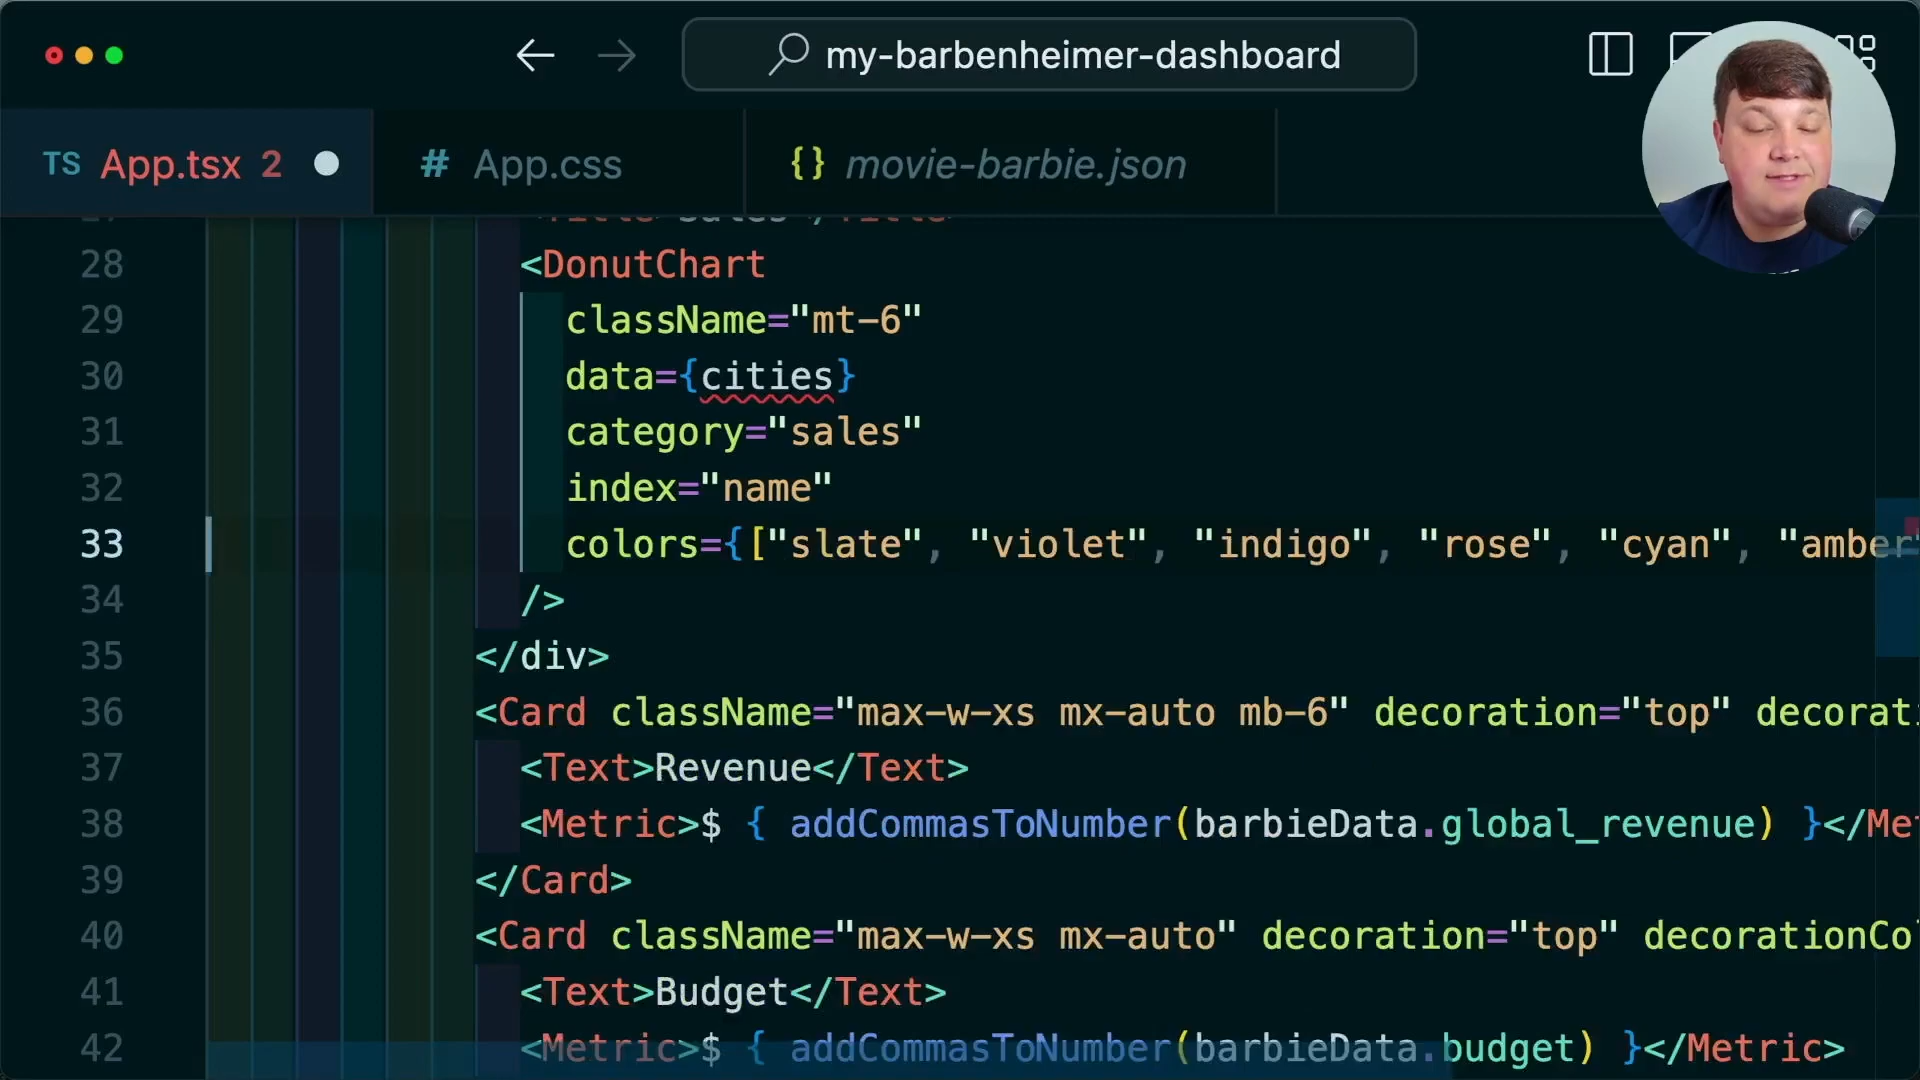 my-barbenheimer-dashboard
TS App.tsx 2
# App.css
{} movie-barbie.json
28 <DonutChart
29 className="mt-6"
30 data={cities}
31 category="sales"
32 index="name"
33 colors={["slate", "violet", "indigo", "rose", "cyan", "amber"
34 />
35 </div>
36 <Card className="max-w-xs mx-auto mb-6" decoration="top" decorati
37 <Text>Revenue</Text>
38 <Metric>$ { addCommasToNumber(barbieData.global_revenue) }</Met
39 </Card>
40 <Card className="max-w-xs mx-auto" decoration="top" decorationCo
41 <Text>Budget</Text>
42 <Metric>$ { addCommasToNumber(barbieData.budget) }</Metric>